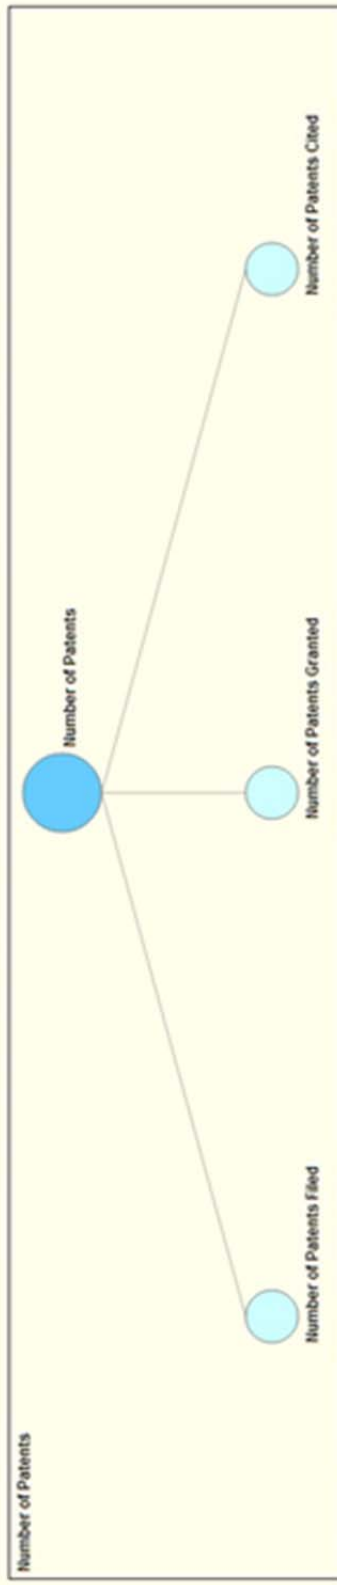 Number of Patents
Number of Patents
Number of Patents Filed
Number of Patents Granted
Number of Patents Cited